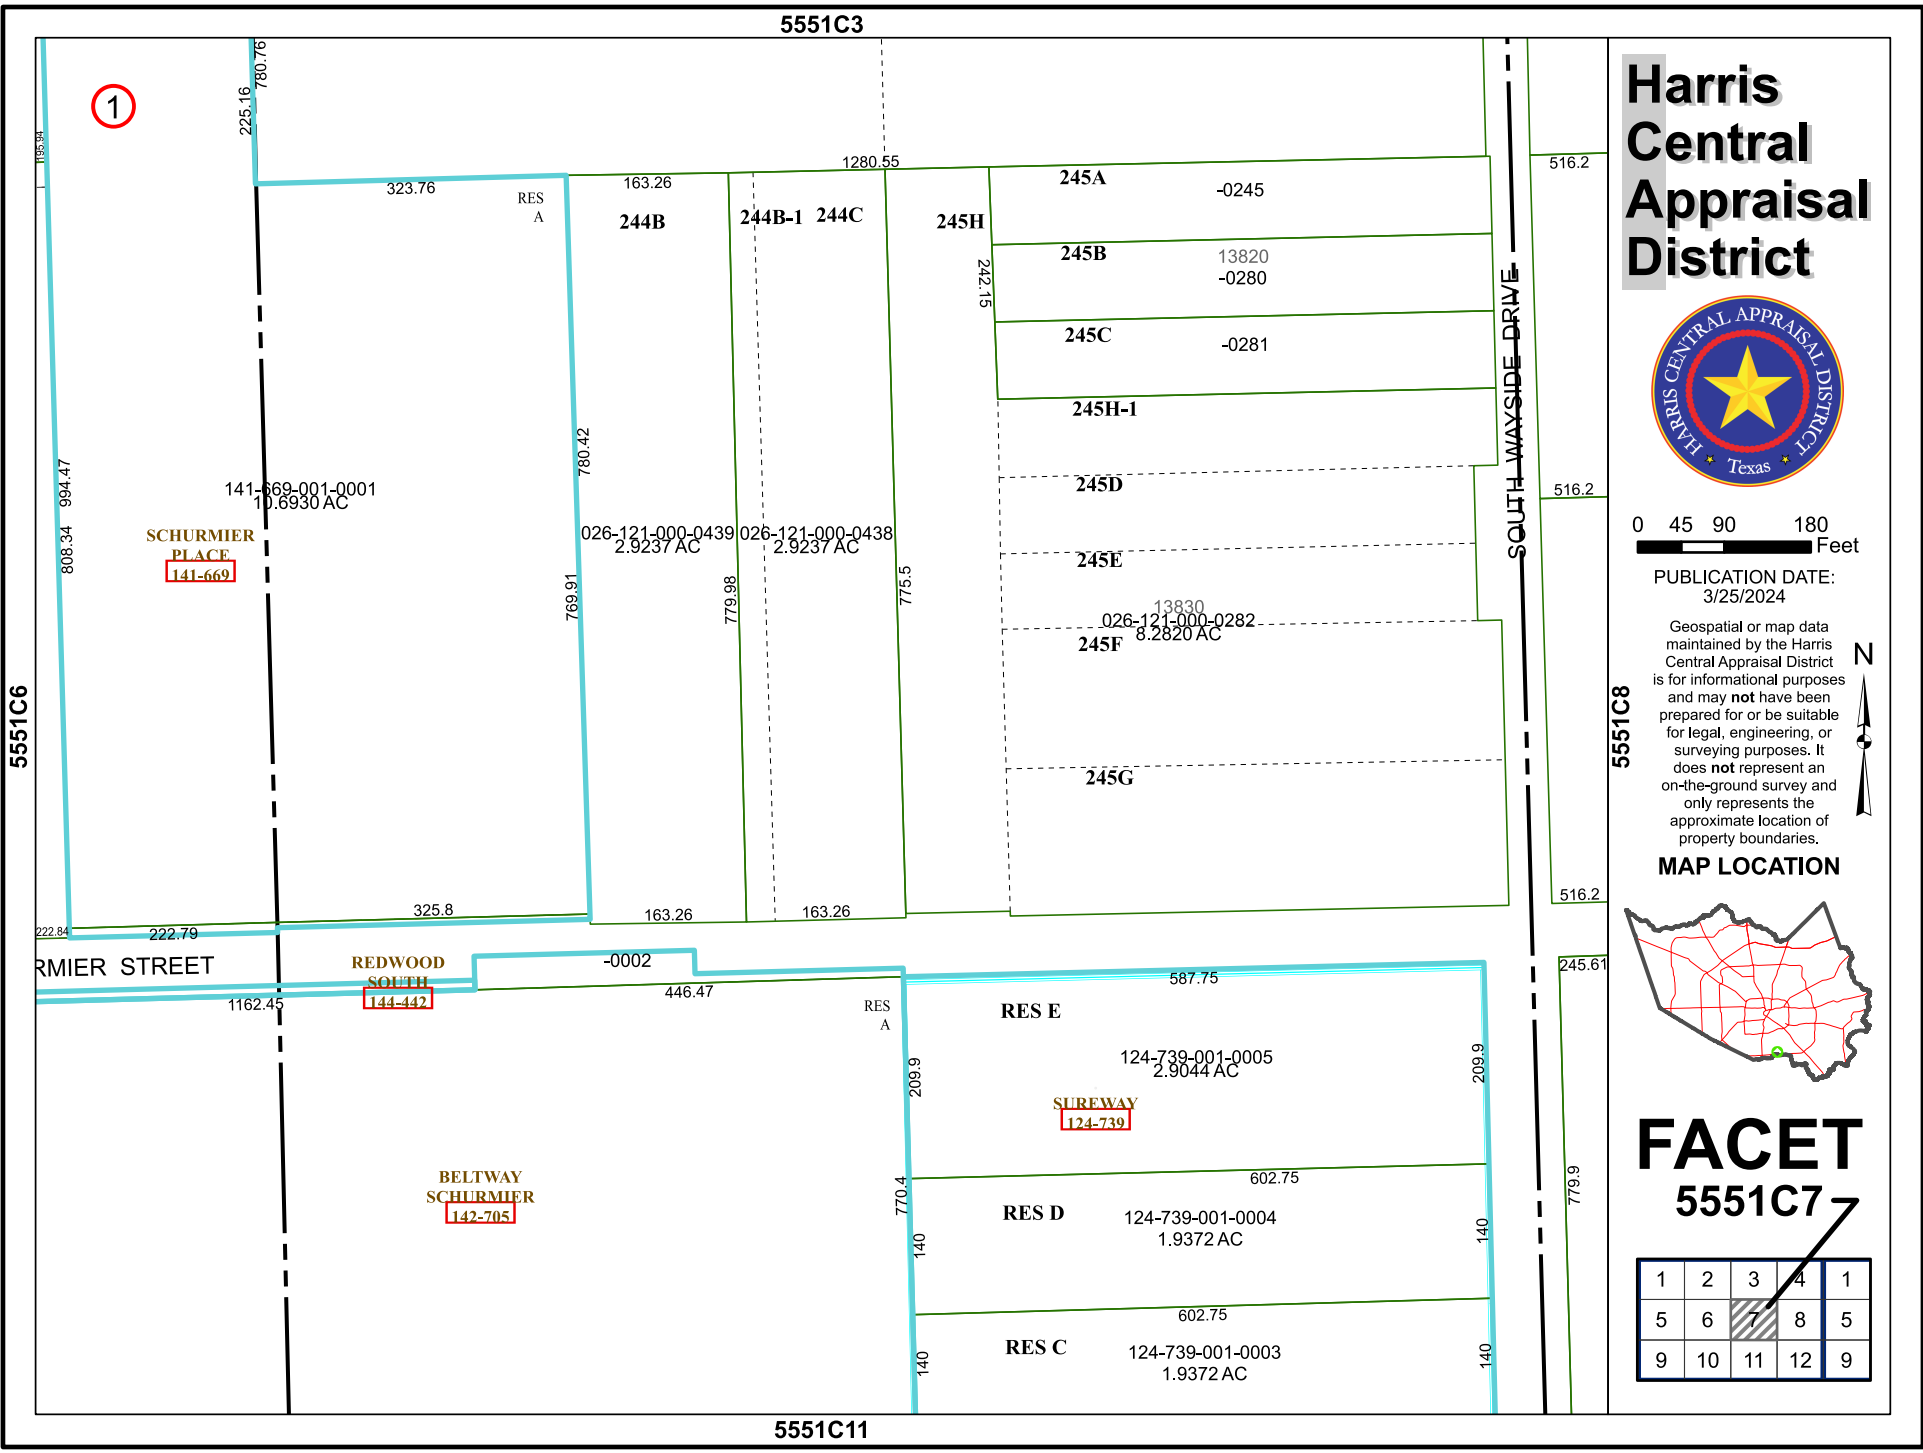 5551C3
1
780.76
225.16
195.94
323.76
RES
A
163.26
1280.55
244B
244B-1
244C
245H
242.15
245A
-0245
245B
13820
-0280
245C
-0281
245H-1
245D
245E
13830
026-121-000-0282
8.2820 AC
245F
245G
SOUTH WAYSIDE DRIVE
516.2
516.2
516.2
994.47
808.34
141-669-001-0001
10.6930 AC
SCHURMIER
PLACE
141-669
780.42
769.91
026-121-000-0439
2.9237 AC
026-121-000-0438
2.9237 AC
779.98
775.5
325.8
163.26
163.26
222.84
222.79
RMIER STREET
REDWOOD
SOUTH
144-442
-0002
1162.45
446.47
RES
A
587.75
245.61
RES E
124-739-001-0005
2.9044 AC
209.9
209.9
SUREWAY
124-739
BELTWAY
SCHURMIER
142-705
770.4
602.75
779.9
RES D
124-739-001-0004
1.9372 AC
140
140
602.75
RES C
124-739-001-0003
1.9372 AC
140
140
5551C6
5551C8
5551C11
Harris
Central
Appraisal
District
HARRIS CENTRAL APPRAISAL DISTRICT
Texas
0 45 90 180
Feet
PUBLICATION DATE:
3/25/2024
Geospatial or map data
maintained by the Harris
Central Appraisal District
is for informational purposes
and may not have been
prepared for or be suitable
for legal, engineering, or
surveying purposes. It
does not represent an
on-the-ground survey and
only represents the
approximate location of
property boundaries.
N
MAP LOCATION
FACET
5551C7
1 2 3 4 1
5 6 7 8 5
9 10 11 12 9